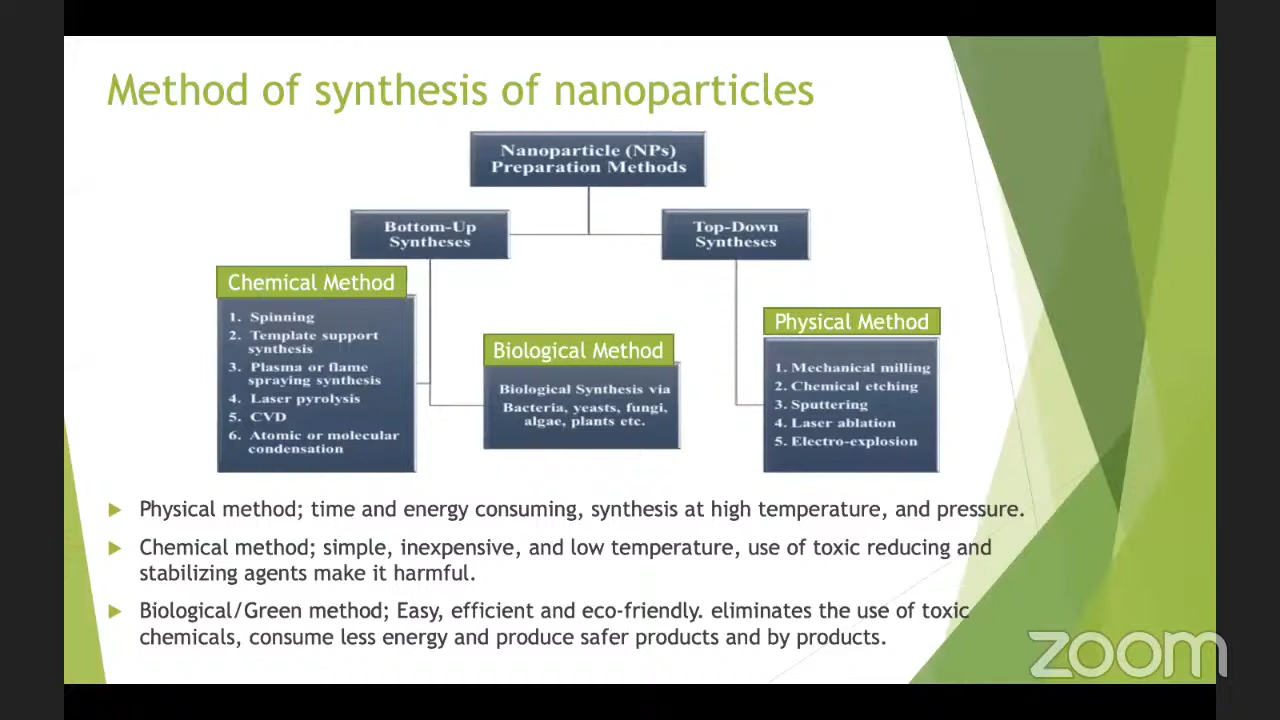 Method of synthesis of nanoparticles
Nanoparticle (NPs)
Preparation Methods
Bottom-Up
Syntheses
Top-Down
Syntheses
Chemical Method
1. Spinning
2. Template support
synthesis
3. Plasma or flame
spraying synthesis
4. Laser pyrolysis
5. CVD
6. Atomic or molecular
condensation
Biological Method
Biological Synthesis via
Bacteria, yeasts, fungi,
algae, plants etc.
Physical Method
1. Mechanical milling
2. Chemical etching
3. Sputtering
4. Laser ablation
5. Electro-explosion
Physical method; time and energy consuming, synthesis at high temperature, and pressure.
Chemical method; simple, inexpensive, and low temperature, use of toxic reducing and
stabilizing agents make it harmful.
Biological/Green method; Easy, efficient and eco-friendly. eliminates the use of toxic
chemicals, consume less energy and produce safer products and by products.
zoom